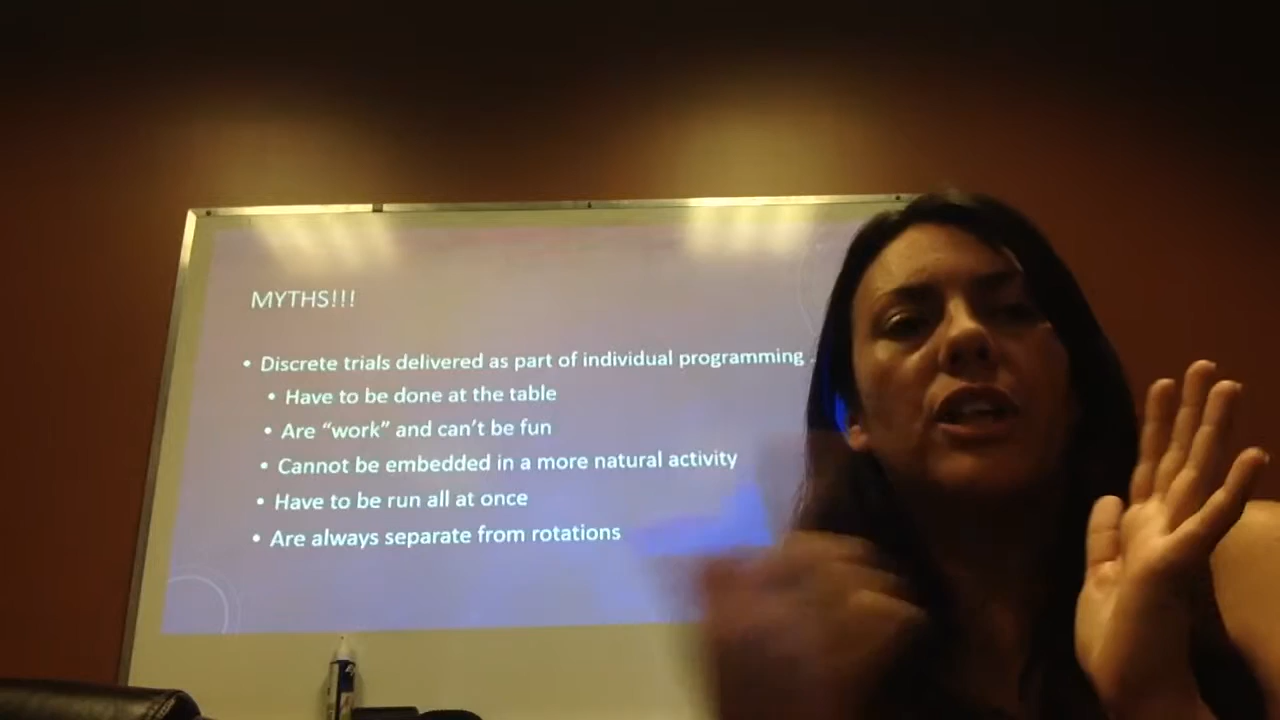 MYTHS!!!
• Discrete trials delivered as part of individual programming
• Have to be done at the table
• Are “work” and can’t be fun
• Cannot be embedded in a more natural activity
• Have to be run all at once
• Are always separate from rotations